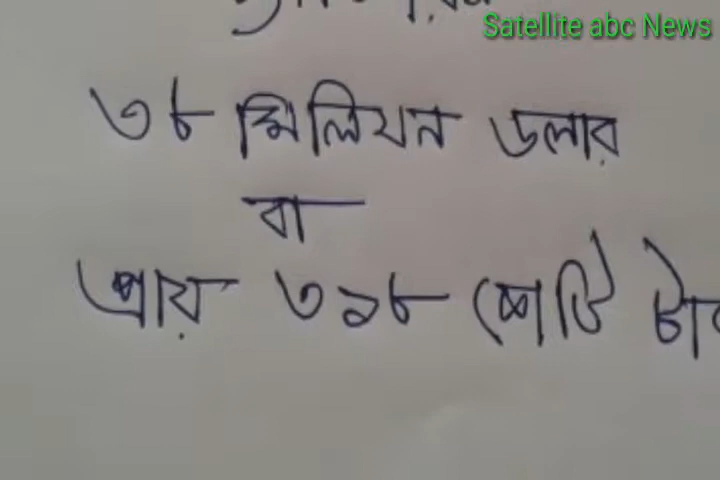 Satellite abc News
৩৮ মিলিয়ন ডলার
বা
প্রায় ৩১৮ কোটি